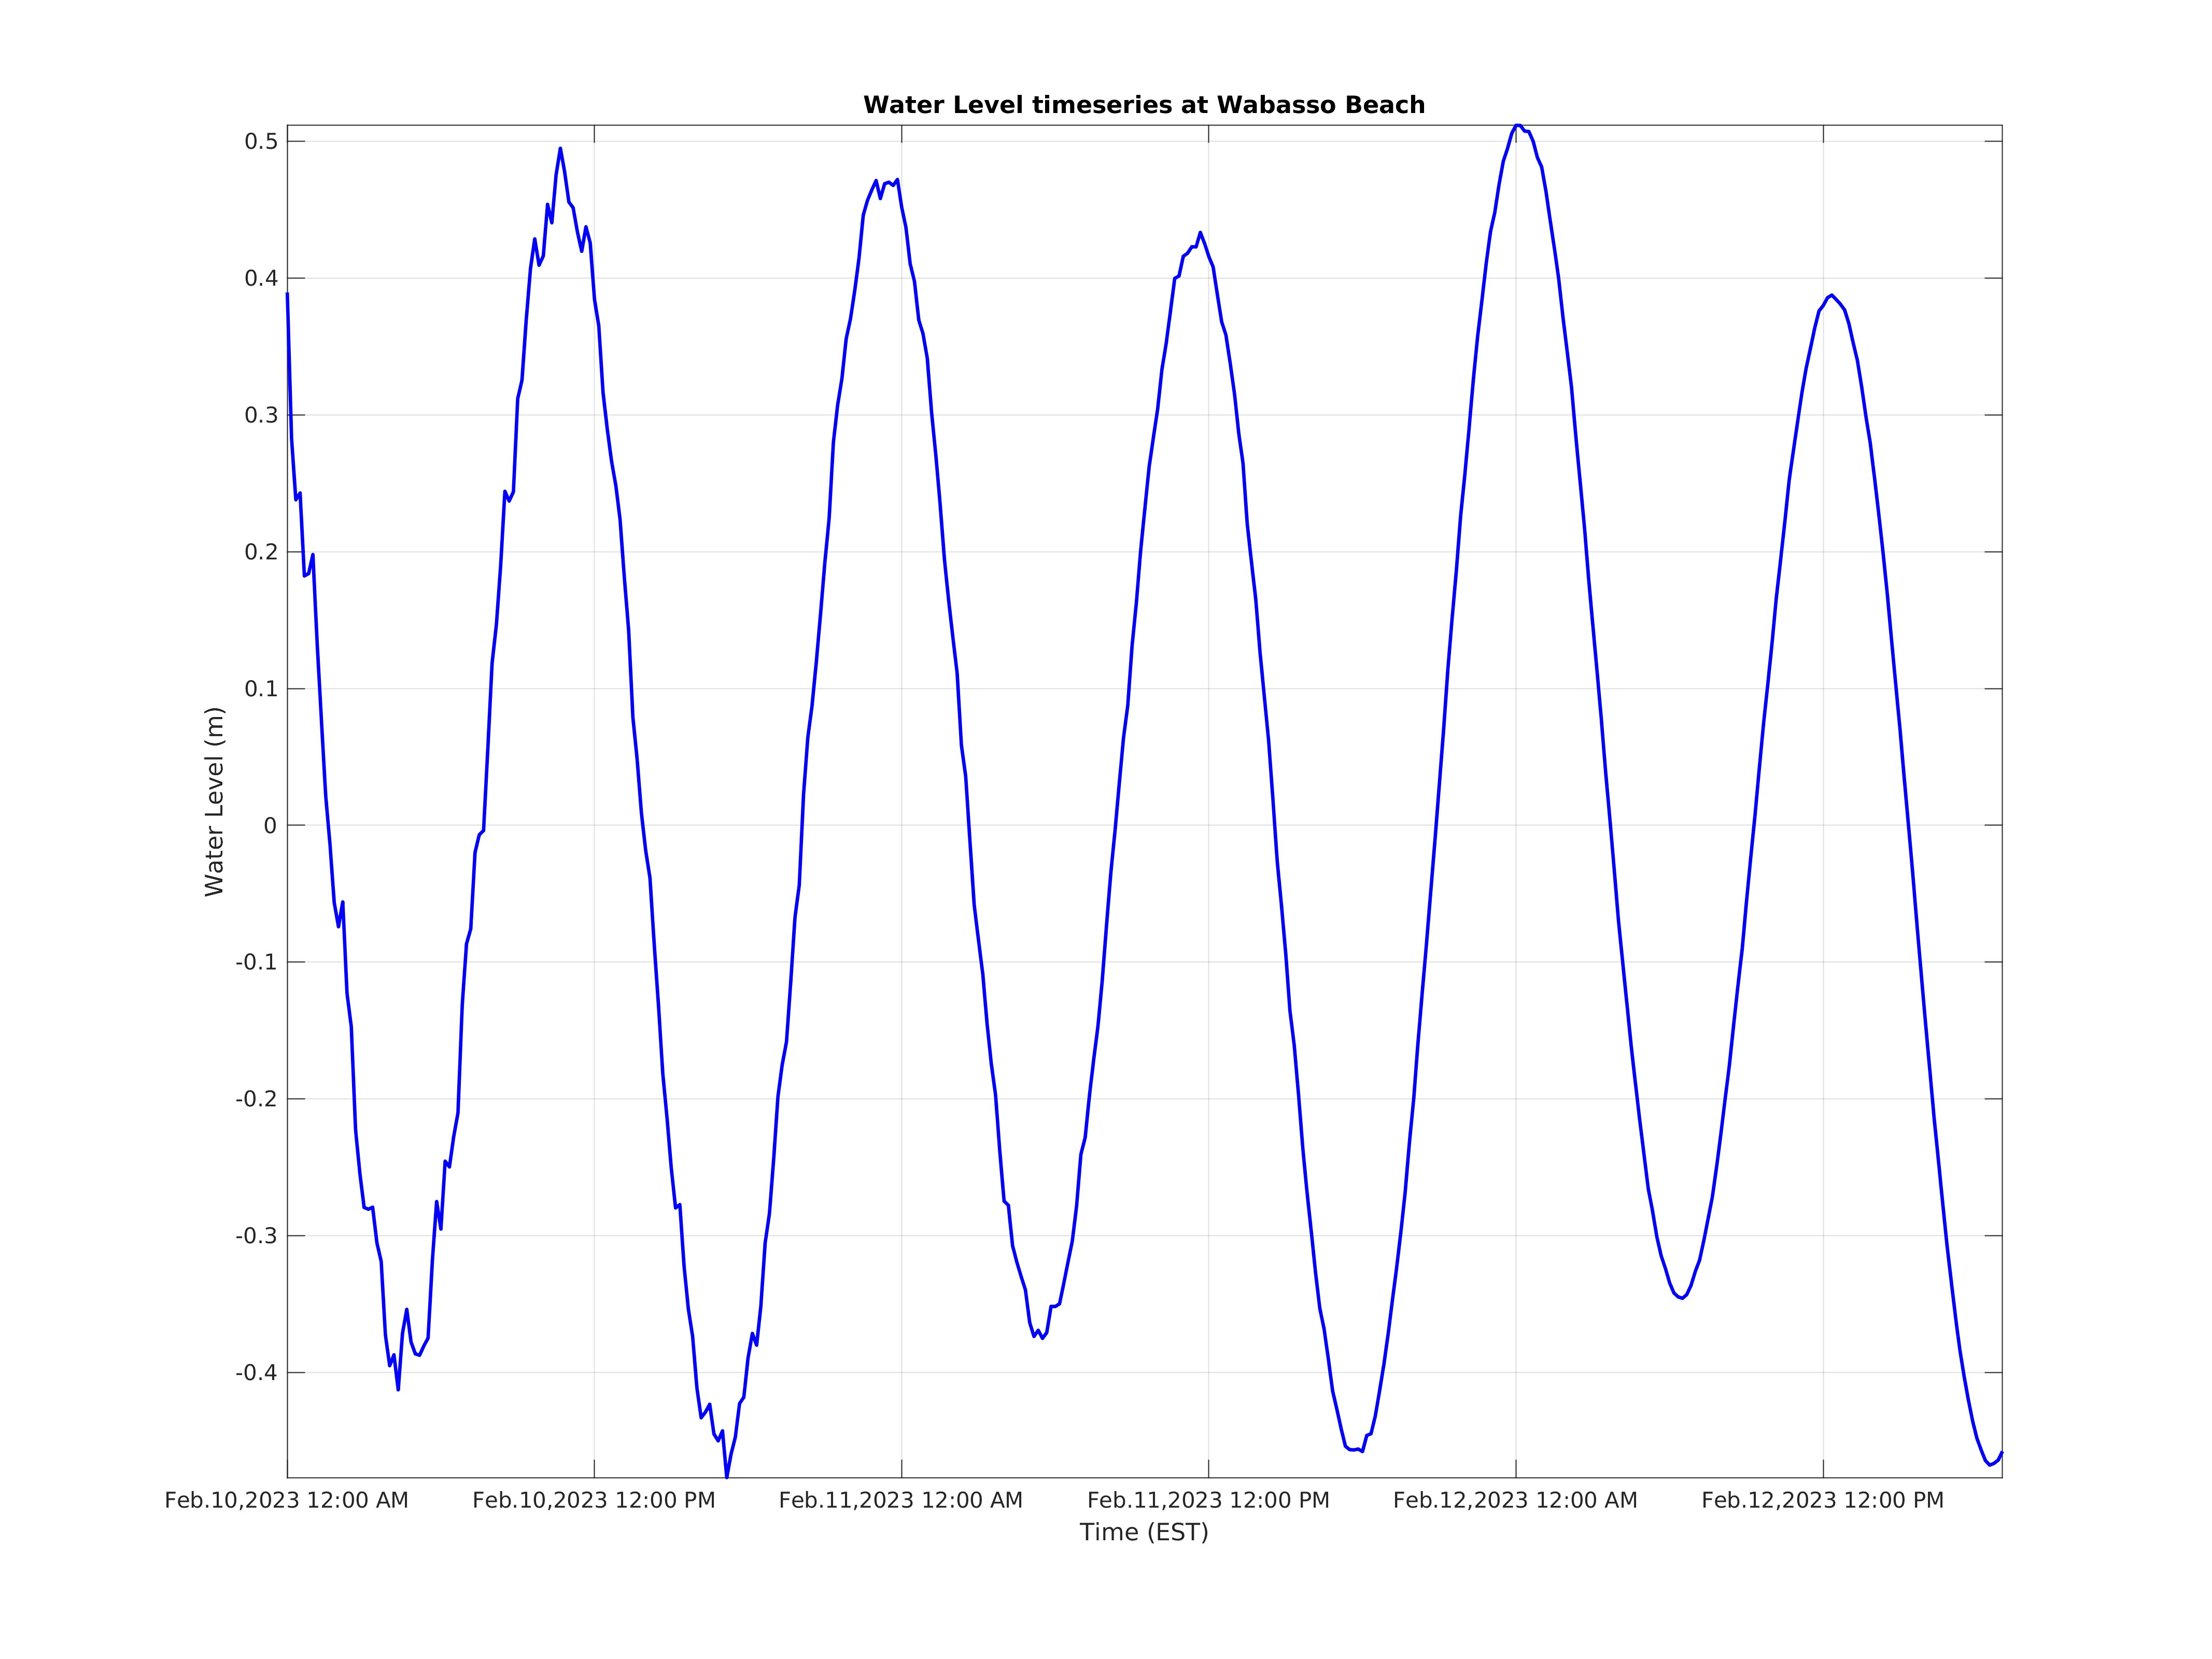 Water Level timeseries at Wabasso Beach
Water Level (m)
0.5
0.4
0.3
0.2
0.1
0
-0.1
-0.2
-0.3
-0.4
Feb.10,2023 12:00 AM Feb.10,2023 12:00 PM Feb.11,2023 12:00 AM Feb.11,2023 12:00 PM Feb.12,2023 12:00 AM Feb.12,2023 12:00 PM
Time (EST)